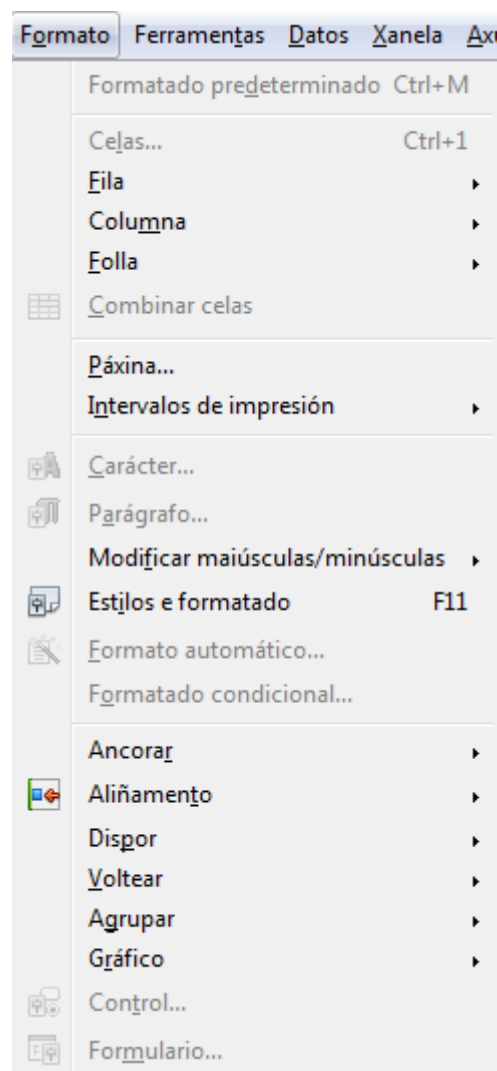 Formato Ferramentas Datos Xanela Axu
Formatado predeterminado Ctrl+M
Celas... Ctrl+1
Fila
Columna
Folla
Combinar celas
Páxina...
Intervalos de impresión
Carácter...
Parágrafo...
Modificar maiúsculas/minúsculas
Estilos e formatado F11
Formato automático...
Formatado condicional...
Ancorar
Aliñamento
Dispor
Voltear
Agrupar
Gráfico
Control...
Formulario...